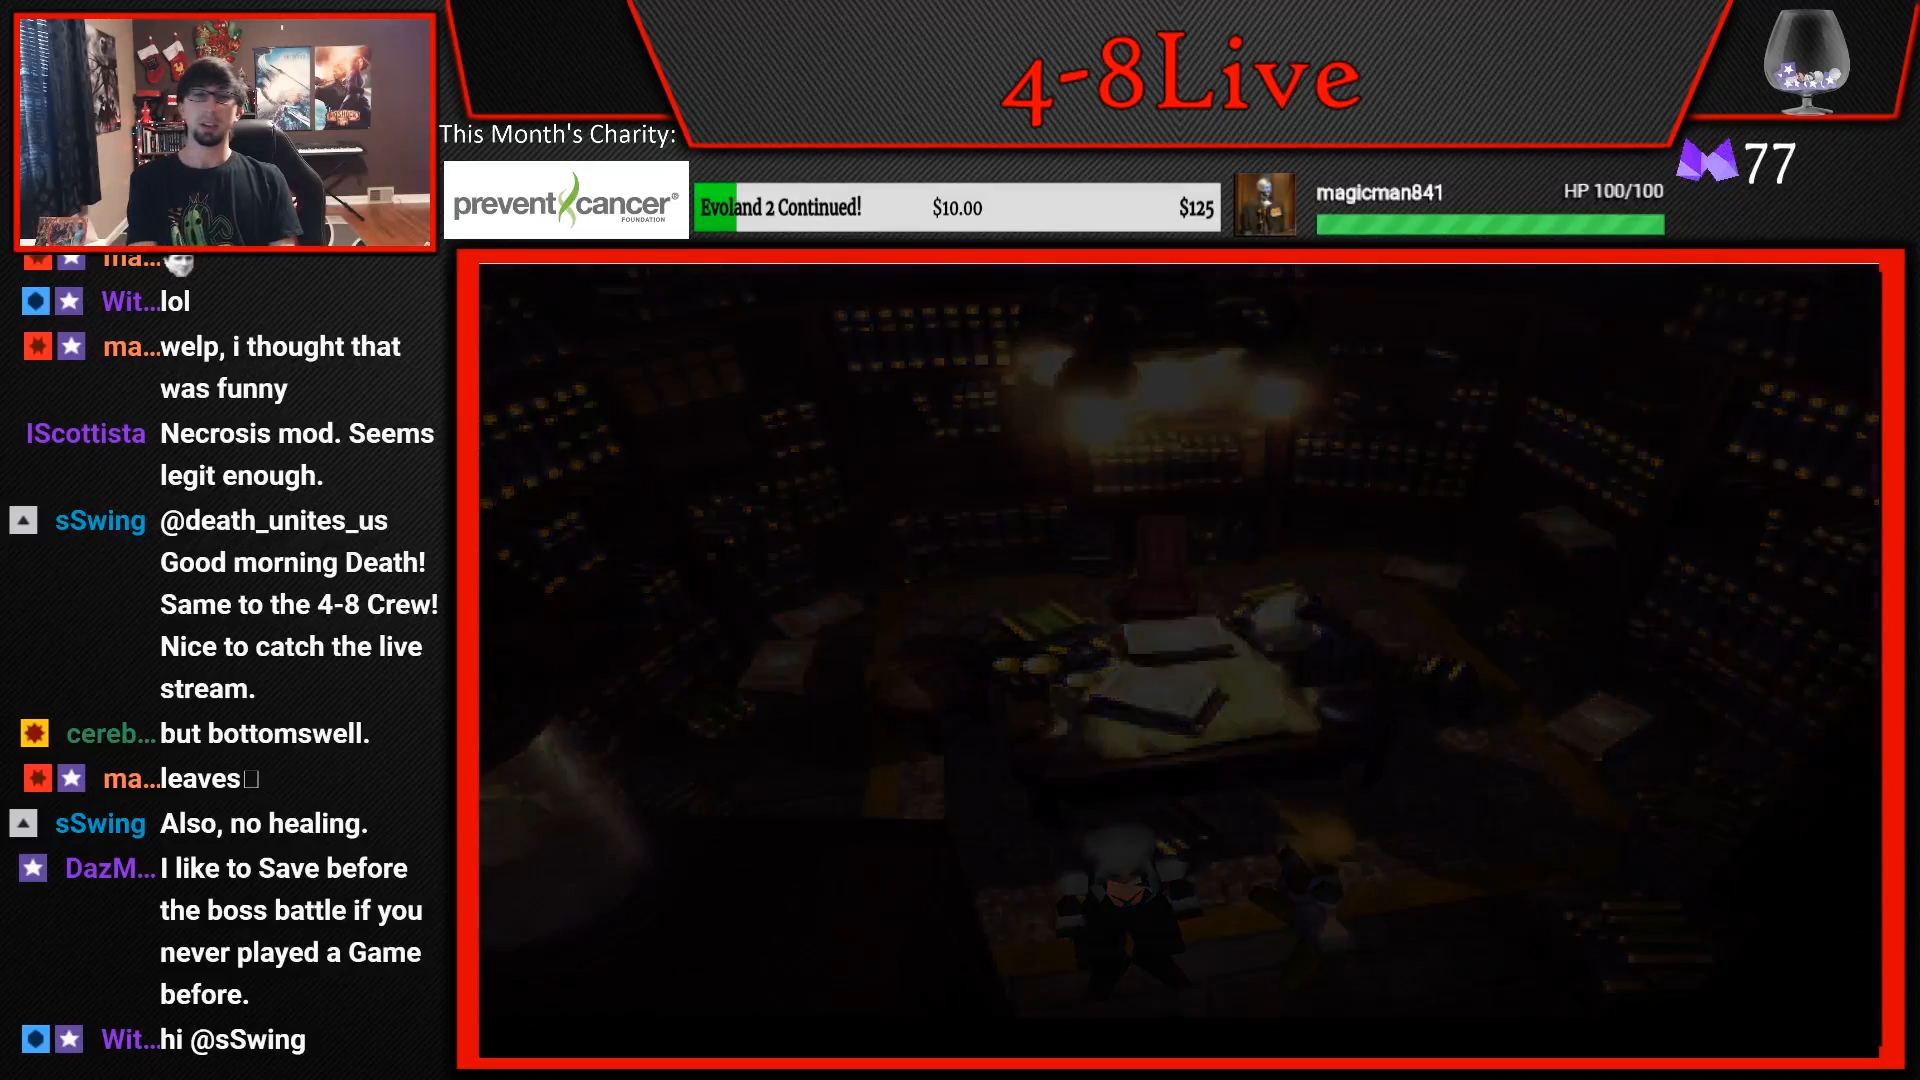 4-8Live
This Month's Charity:
prevent cancer®
FOUNDATION
Evoland 2 Continued! $10.00 $125
magicman841 HP 100/100
77
ma...
Wit...lol
ma...welp, i thought that
was funny
IScottista Necrosis mod. Seems
legit enough.
sSwing @death_unites_us
Good morning Death!
Same to the 4-8 Crew!
Nice to catch the live
stream.
cereb...but bottomswell.
ma...leaves
sSwing Also, no healing.
DazM...I like to Save before
the boss battle if you
never played a Game
before.
Wit...hi @sSwing